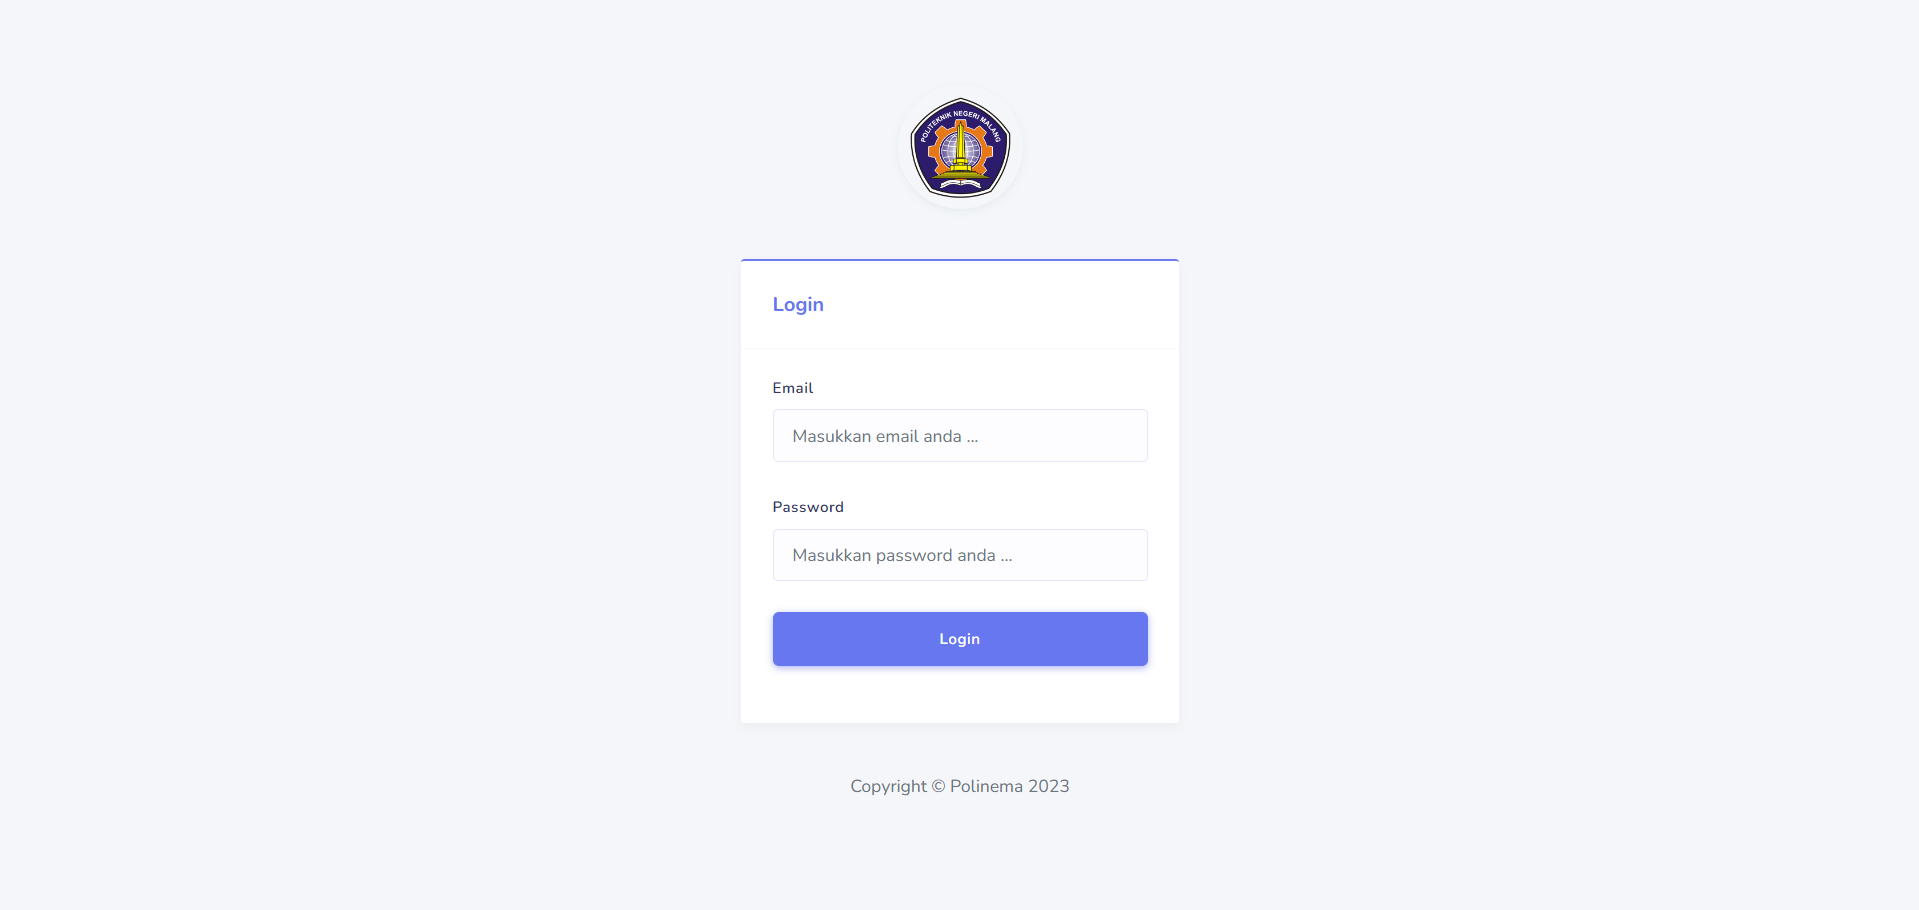 POLITEKNIK NEGERI MALANG
Login
Email
Masukkan email anda ...
Password
Masukkan password anda ...
Login
Copyright © Polinema 2023